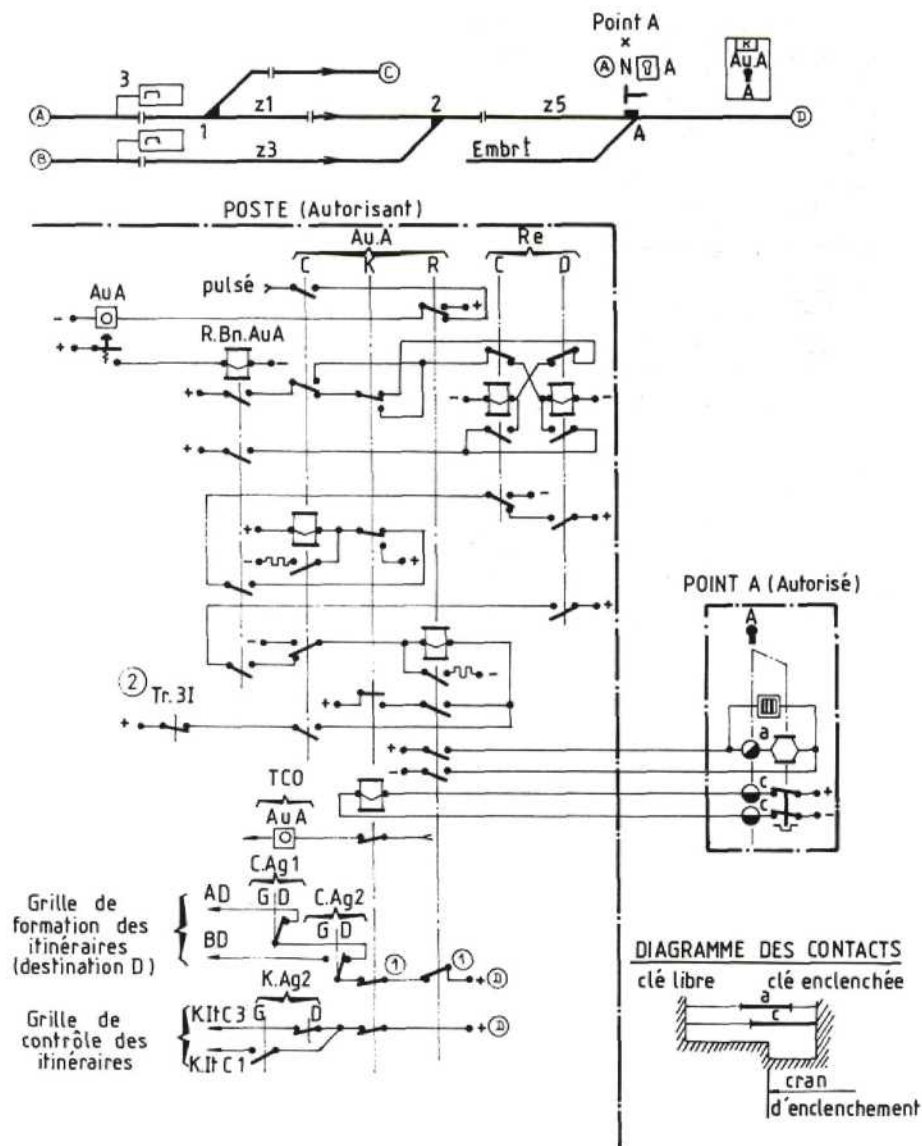 Point A
×
Ⓐ N A
×
Au.A
A
3
Ⓒ
Ⓐ
z1
1
2
z5
A
Ⓓ
Ⓑ
z3
Embrt
POSTE (Autorisant)
Au.A
C K R
Re
C D
pulsé
AuA
R.Bn.AuA
POINT A (Autorisé)
A
② Tr.3I
a
c
c
TCO
AuA
C.Ag1
G D
C.Ag2
G D
AD
BD
Grille de
formation des
itinéraires
(destination D)
① ①
+Ⓓ
K.Ag2
G D
K.ItC3
K.ItC1
+Ⓓ
Grille de
contrôle des
itinéraires
DIAGRAMME DES CONTACTS
clé libre clé enclenchée
a
c
cran
d'enclenchement